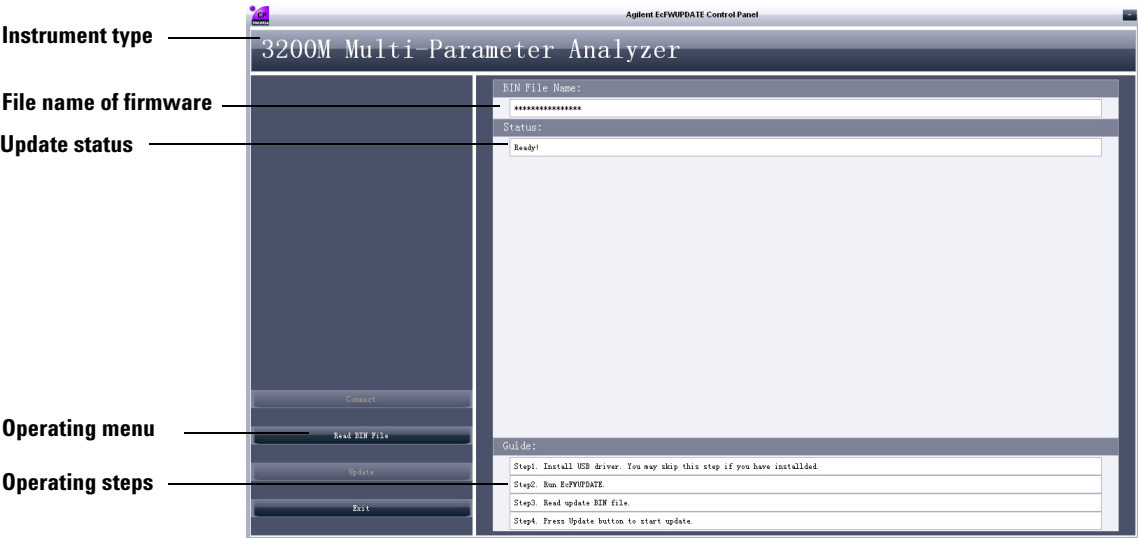 CP
Agilent EcFWUPDATE Control Panel
Instrument type
3200M Multi-Parameter Analyzer
BIN File Name:
File name of firmware
****************
Status:
Update status
Ready!
Connect
Operating menu
Read BIN File
Guide:
Update
Step1. Install USB driver. You may skip this step if you have installded.
Operating steps
Step2. Run EcFWUPDATE.
Exit
Step3. Read update BIN file.
Step4. Press Update button to start update.